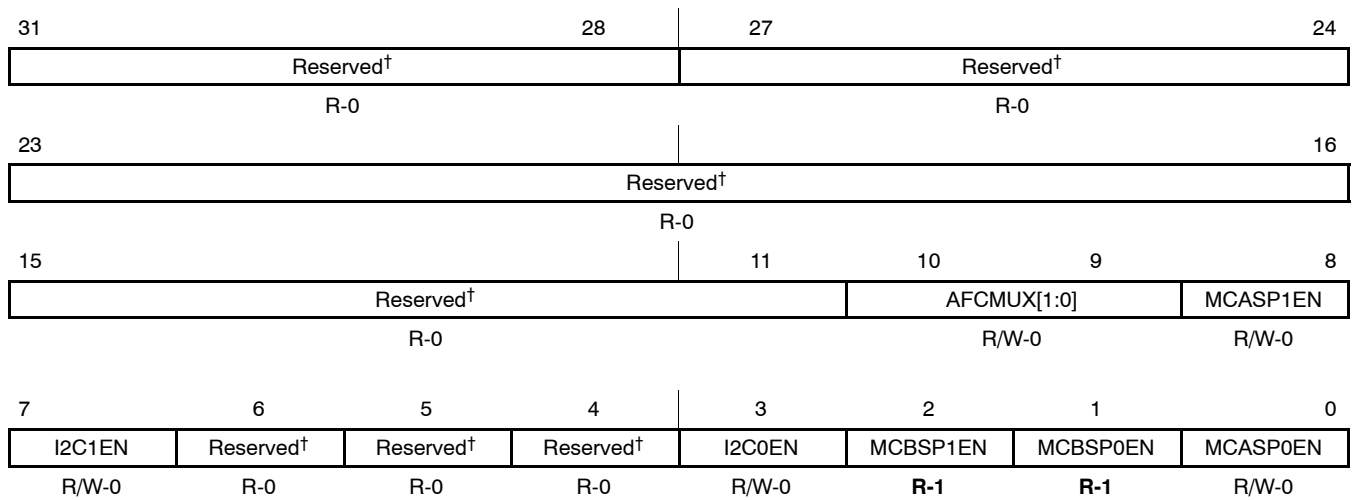 31 28 27 24
Reserved† Reserved†
R-0 R-0
23 16
Reserved†
R-0
15 11 10 9 8
Reserved† AFCMUX[1:0] MCASP1EN
R-0 R/W-0 R/W-0
7 6 5 4 3 2 1 0
I2C1EN Reserved† Reserved† Reserved† I2C0EN MCBSP1EN MCBSP0EN MCASP0EN
R/W-0 R-0 R-0 R-0 R/W-0 R-1 R-1 R/W-0